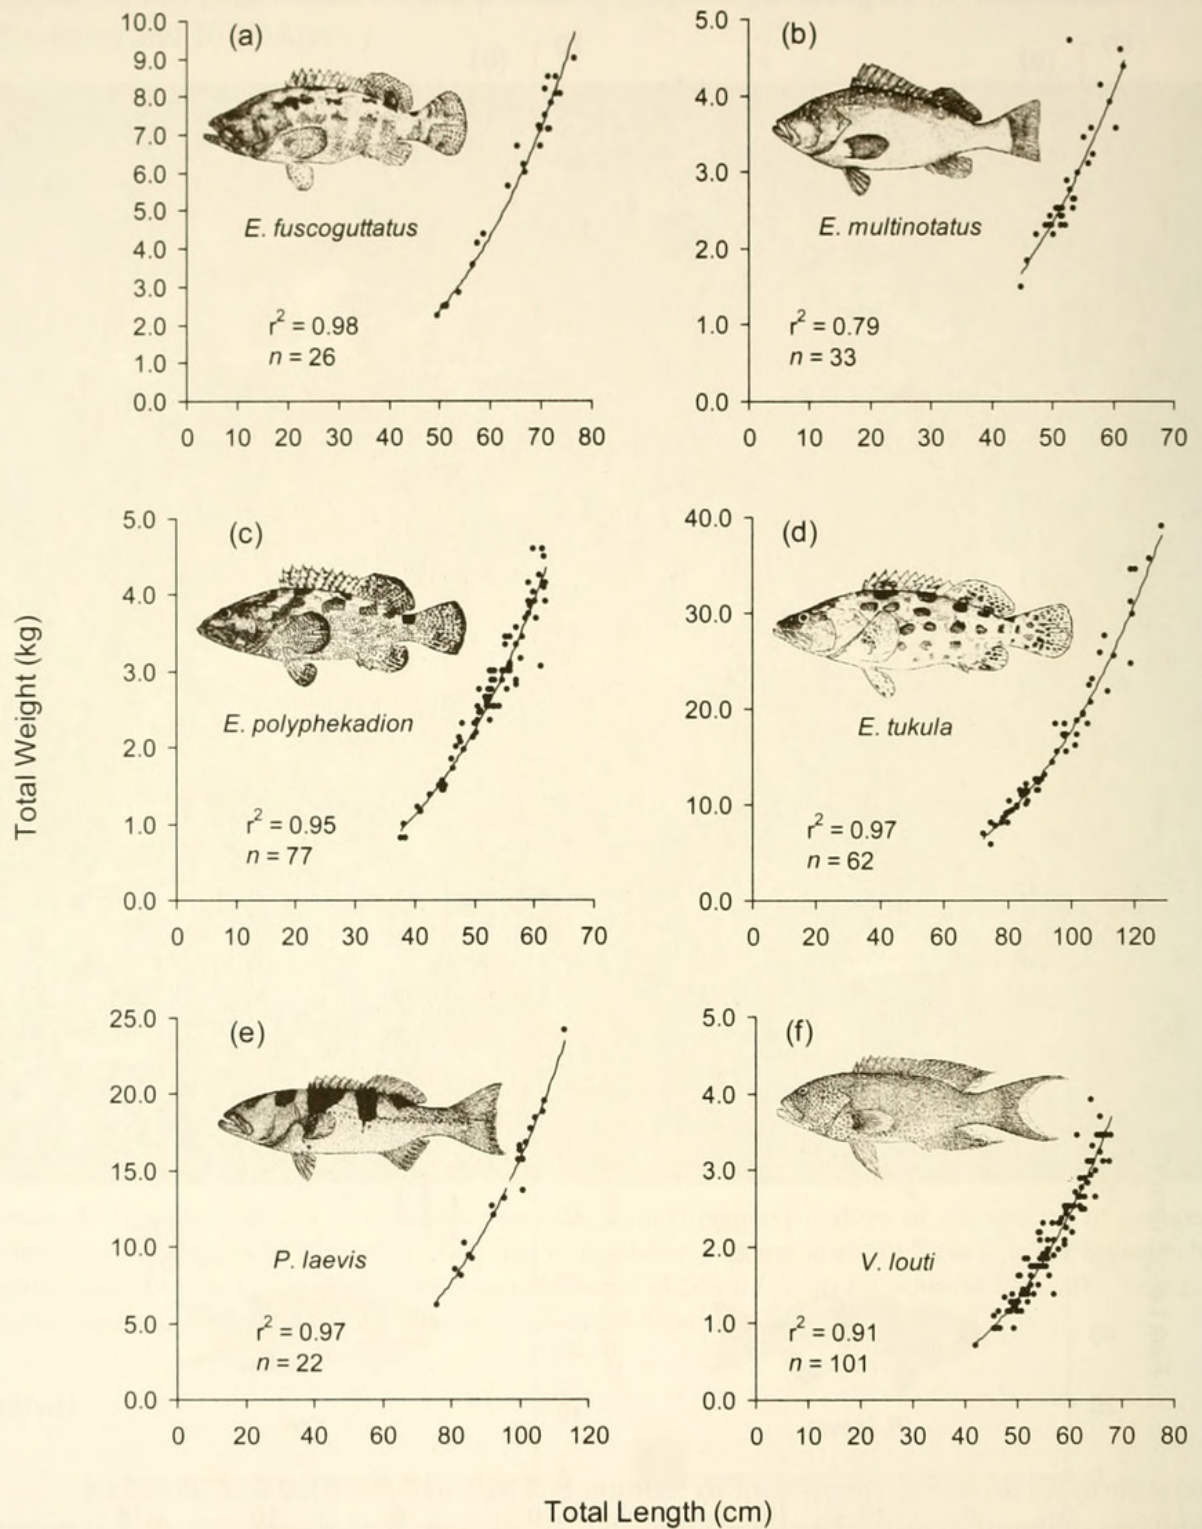 Total Weight (kg)
(a)
10.0
9.0
8.0
7.0
6.0
5.0
4.0
3.0
2.0
1.0
0.0
E. fuscoguttatus
r² = 0.98
n = 26
0 10 20 30 40 50 60 70 80
(b)
5.0
4.0
3.0
2.0
1.0
0.0
E. multinotatus
r² = 0.79
n = 33
0 10 20 30 40 50 60 70
(c)
5.0
4.0
3.0
2.0
1.0
0.0
E. polyphekadion
r² = 0.95
n = 77
0 10 20 30 40 50 60 70
(d)
40.0
30.0
20.0
10.0
0.0
E. tukula
r² = 0.97
n = 62
0 20 40 60 80 100 120
(e)
25.0
20.0
15.0
10.0
5.0
0.0
P. laevis
r² = 0.97
n = 22
0 20 40 60 80 100 120
(f)
5.0
4.0
3.0
2.0
1.0
0.0
V. louti
r² = 0.91
n = 101
0 10 20 30 40 50 60 70 80
Total Length (cm)